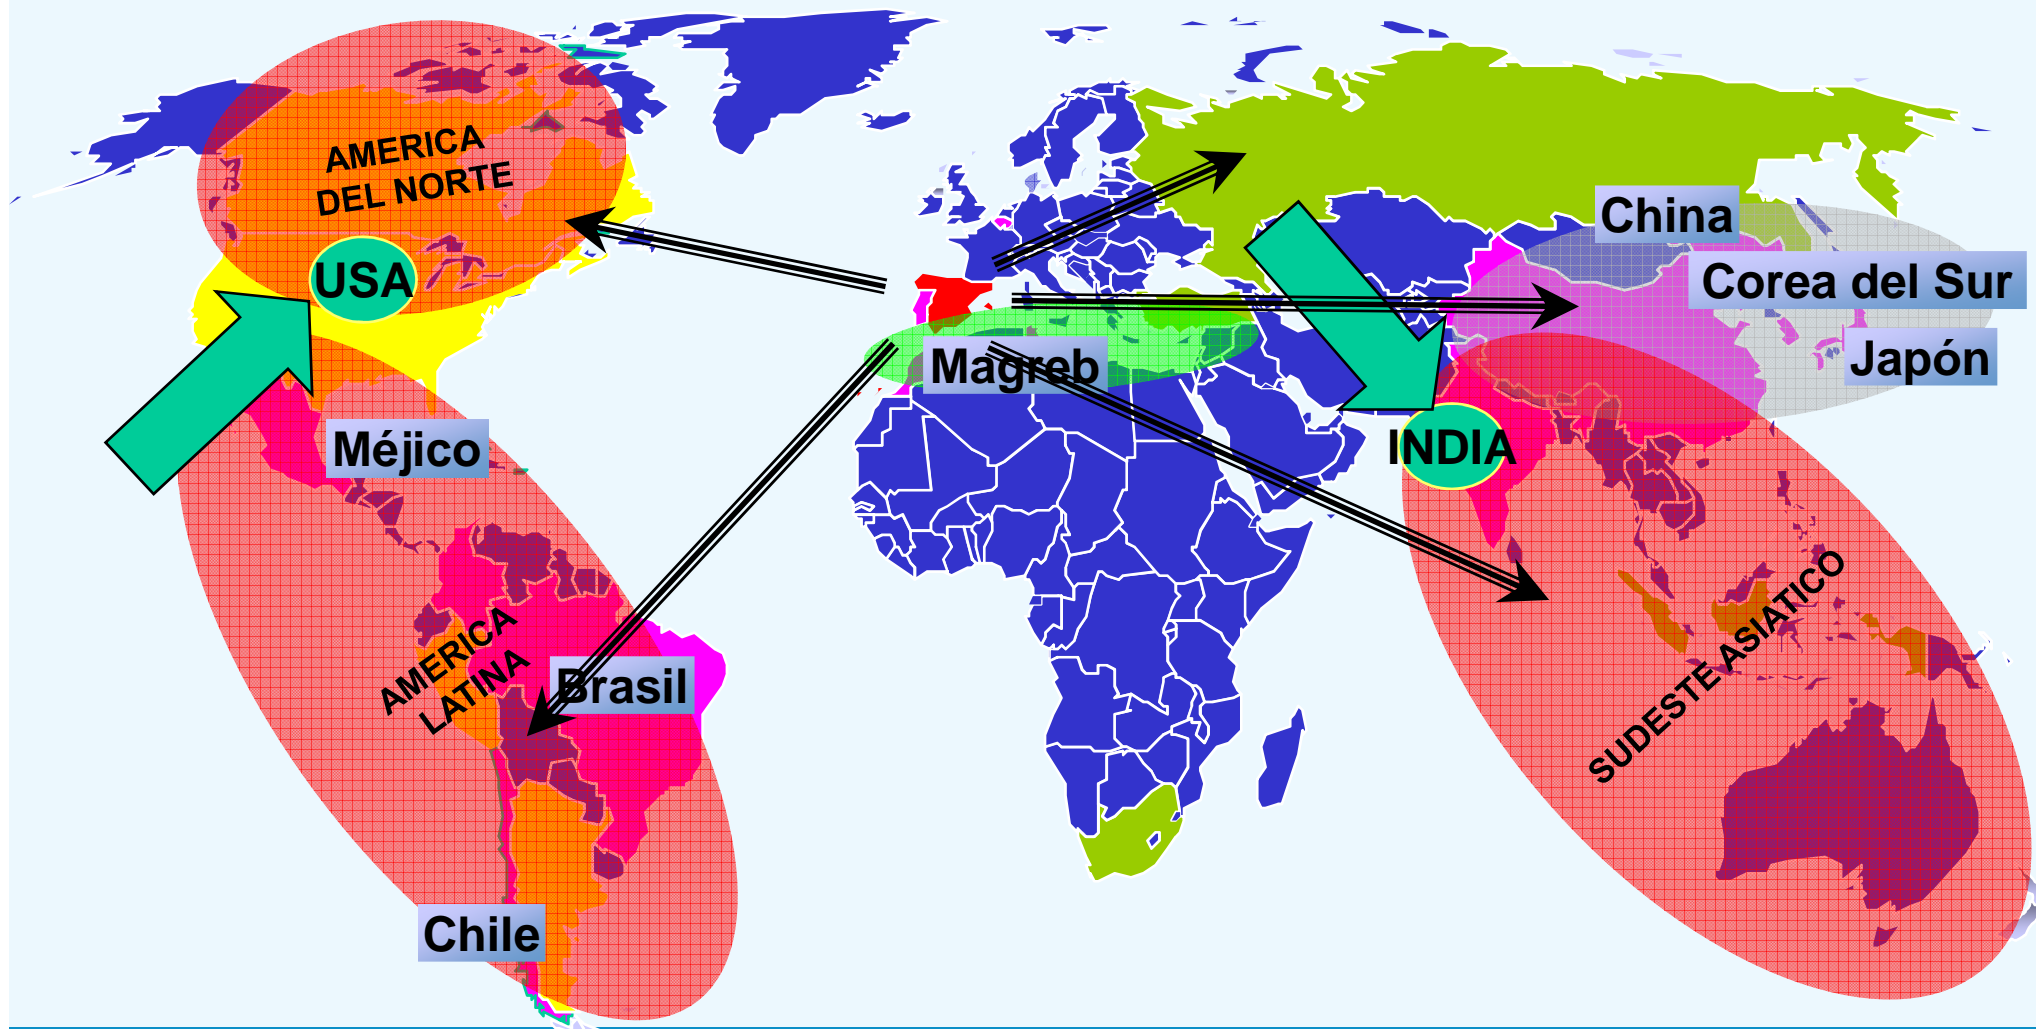 AMERICA
DEL NORTE
USA
China
Corea del Sur
Japón
Magreb
Méjico
INDIA
AMERICA
LATINA
Brasil
SUDESTE ASIATICO
Chile